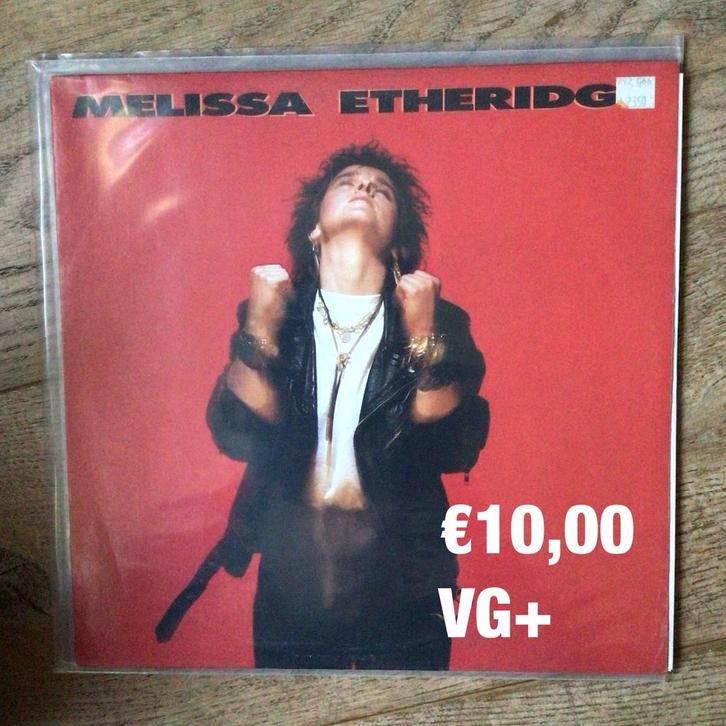 MELISSA ETHERIDG
€10,00
VG+